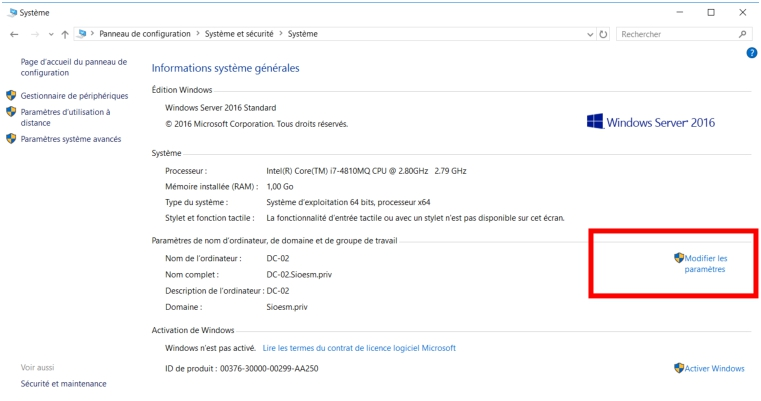 Système
Panneau de configuration > Système et sécurité > Système
Rechercher
Page d'accueil du panneau de
configuration
Gestionnaire de périphériques
Paramètres d'utilisation à
distance
Paramètres système avancés
Informations système générales
Édition Windows
Windows Server 2016 Standard
© 2016 Microsoft Corporation. Tous droits réservés.
Windows Server 2016
Système
Processeur : Intel(R) Core(TM) i7-4810MQ CPU @ 2.80GHz 2.79 GHz
Mémoire installée (RAM) : 1,00 Go
Type du système : Système d'exploitation 64 bits, processeur x64
Stylet et fonction tactile : La fonctionnalité d'entrée tactile ou avec un stylet n'est pas disponible sur cet écran.
Paramètres de nom d'ordinateur, de domaine et de groupe de travail
Nom de l'ordinateur : DC-02
Modifier les
paramètres
Nom complet : DC-02.Sioesm.priv
Description de l'ordinateur : DC-02
Domaine : Sioesm.priv
Activation de Windows
Windows n'est pas activé. Lire les termes du contrat de licence logiciel Microsoft
ID de produit : 00376-30000-00299-AA250
Activer Windows
Voir aussi
Sécurité et maintenance